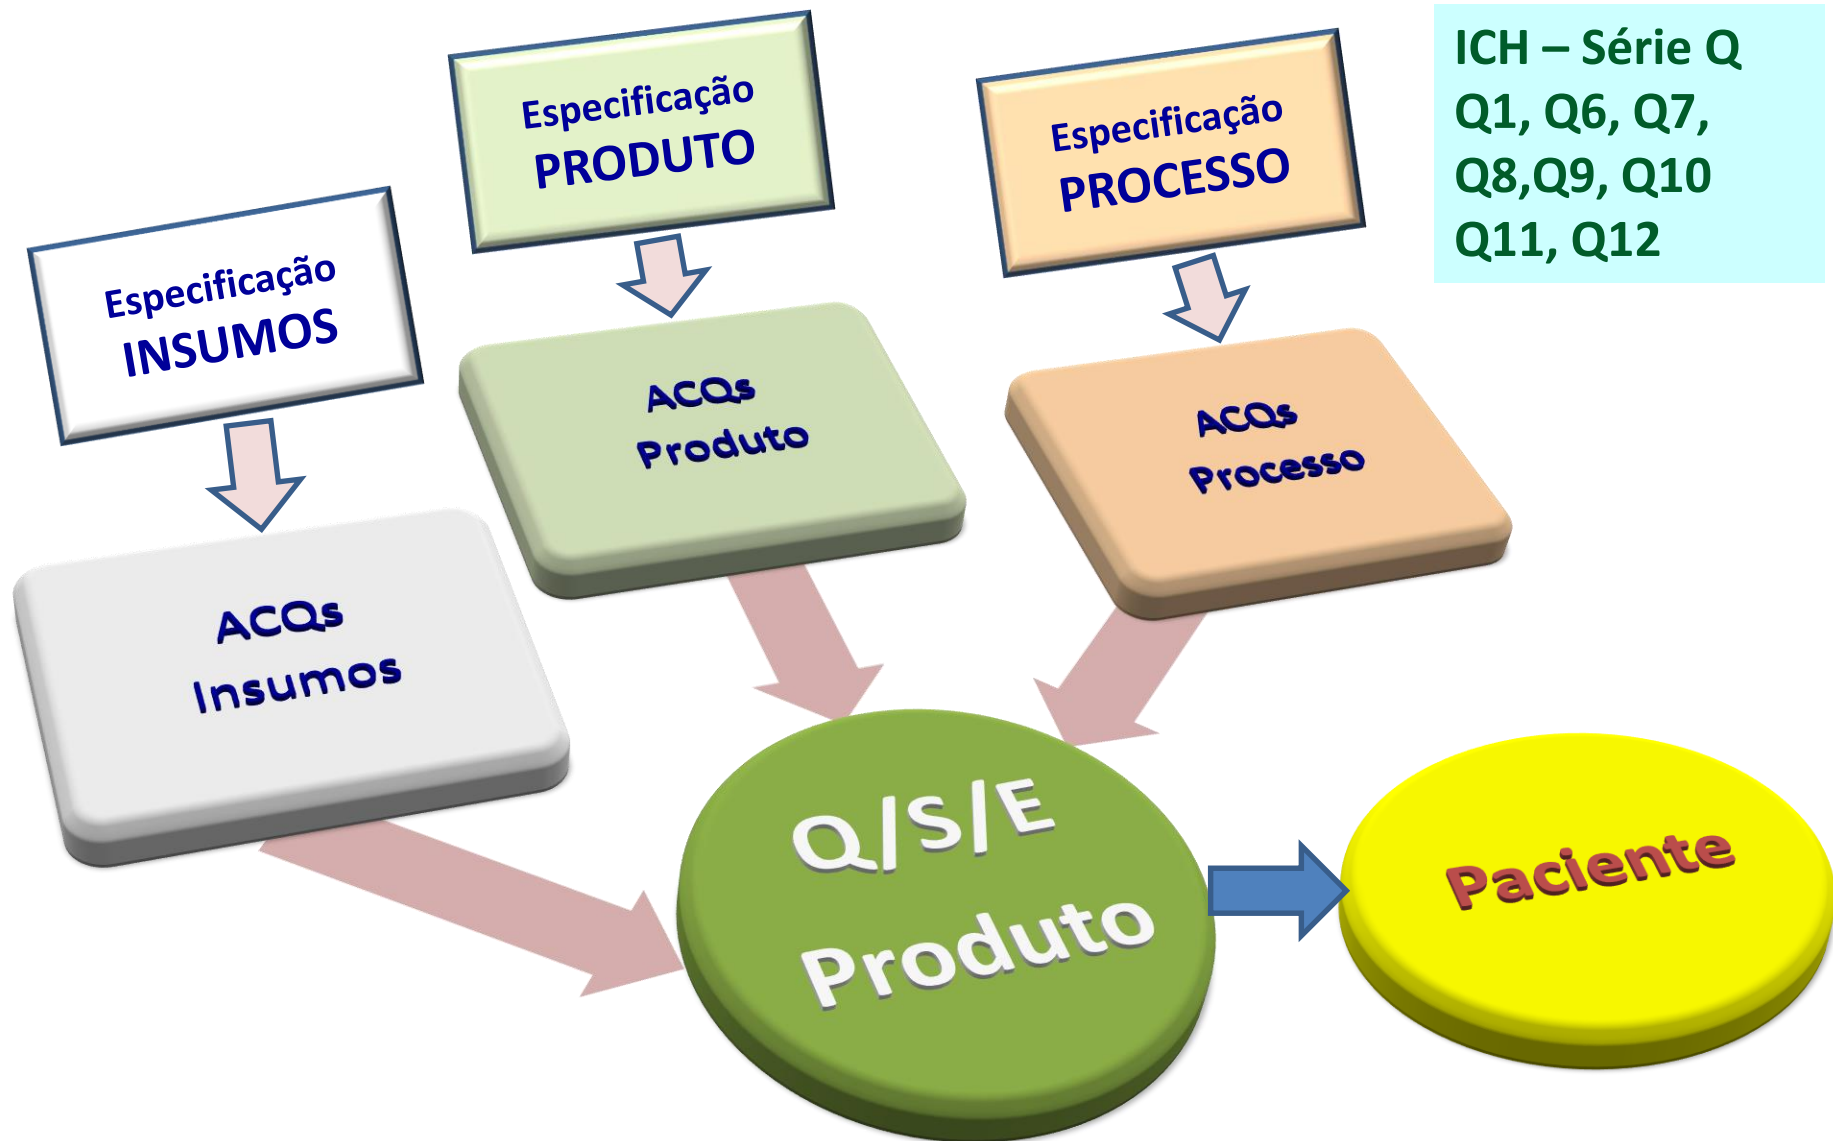 Especificação
INSUMOS
Especificação
PRODUTO
Especificação
PROCESSO
ICH – Série Q
Q1, Q6, Q7,
Q8,Q9, Q10
Q11, Q12
ACQs
Insumos
ACQs
Produto
ACQs
Processo
Q/S/E
Produto
Paciente